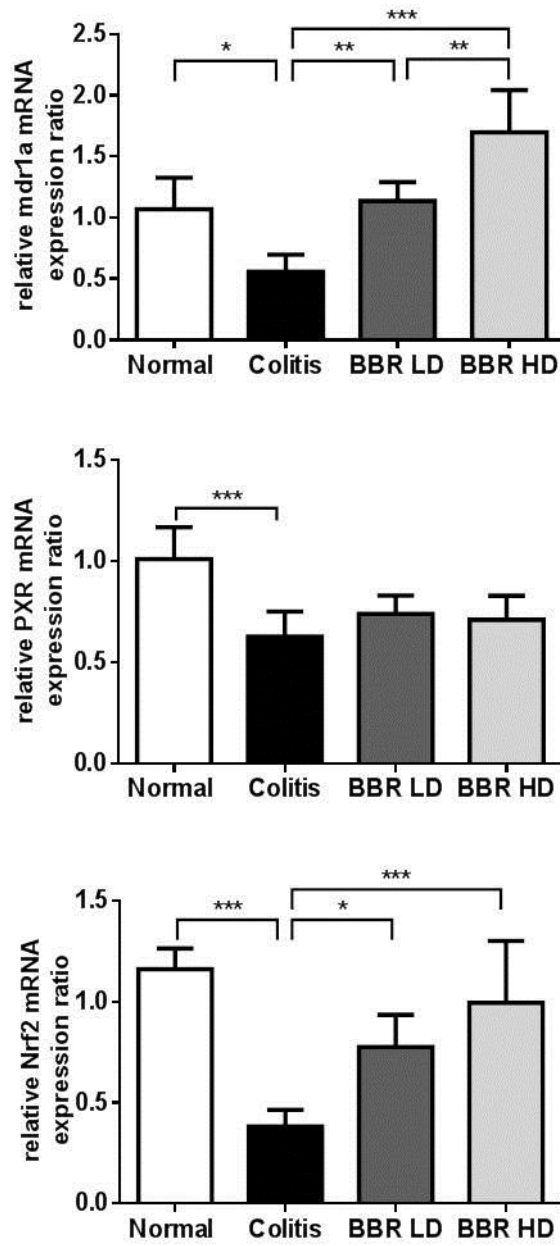 ***
* ** **
2.5
2.0
1.5
1.0
0.5
0.0
relative mdr1a mRNA
expression ratio
Normal Colitis BBR LD BBR HD
***
1.5
1.0
0.5
0.0
relative PXR mRNA
expression ratio
Normal Colitis BBR LD BBR HD
***
*** *
1.5
1.0
0.5
0.0
relative Nrf2 mRNA
expression ratio
Normal Colitis BBR LD BBR HD